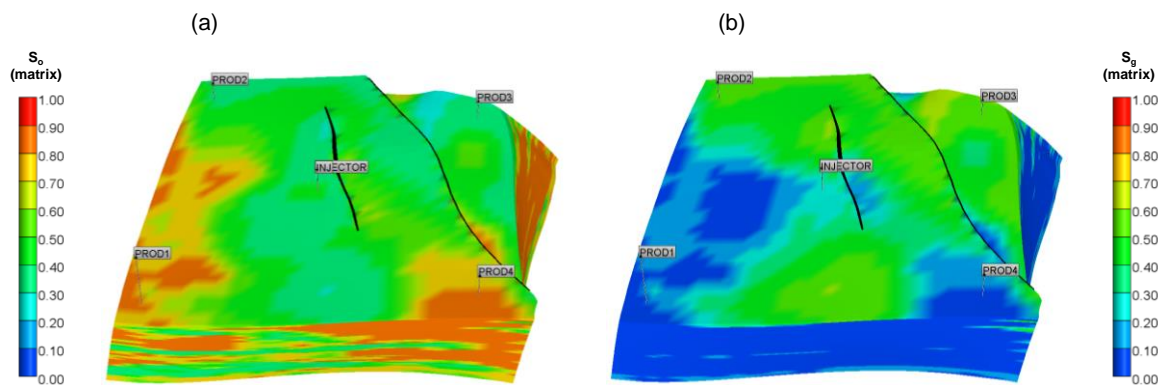 (a)
(b)
So
(matrix)
1.00
0.90
0.80
0.70
0.60
0.50
0.40
0.30
0.20
0.10
0.00
PROD2
PROD3
INJECTOR
PROD1
PROD4
PROD2
PROD3
INJECTOR
PROD1
PROD4
Sg
(matrix)
1.00
0.90
0.80
0.70
0.60
0.50
0.40
0.30
0.20
0.10
0.00